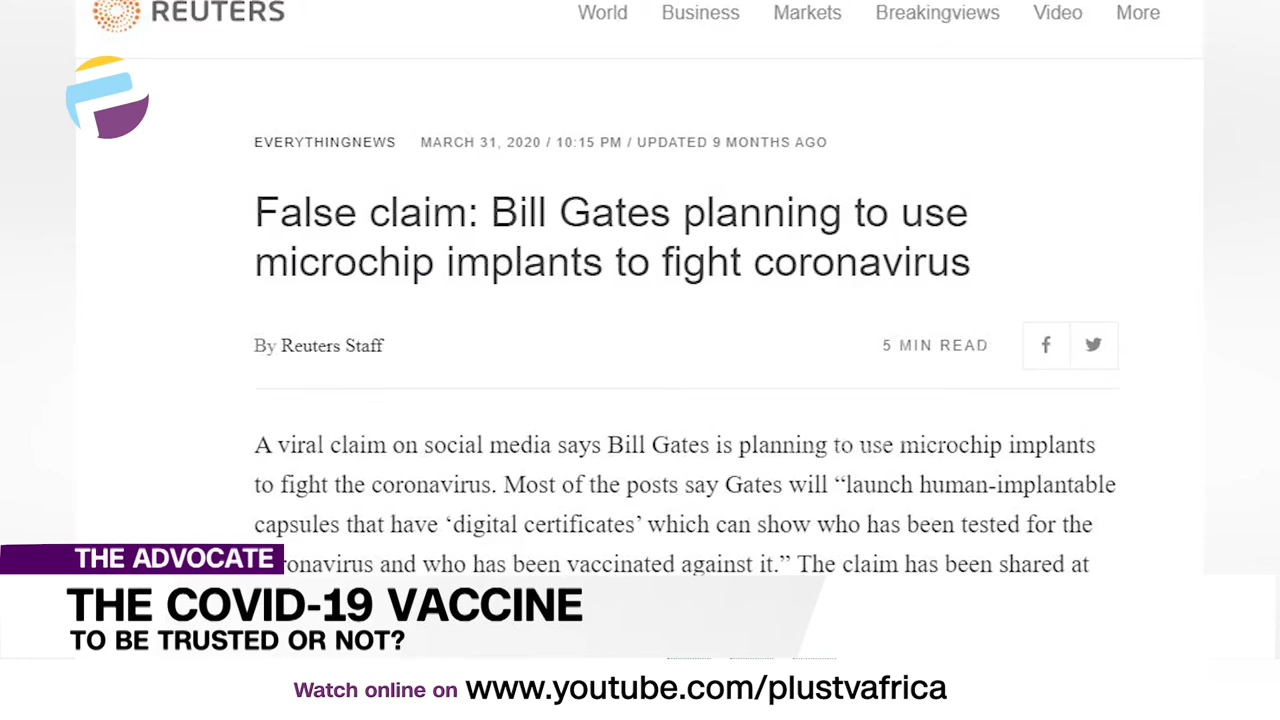 REUTERS
World Business Markets Breakingviews Video More
EVERYTHINGNEWS MARCH 31, 2020 / 10:15 PM / UPDATED 9 MONTHS AGO
False claim: Bill Gates planning to use
microchip implants to fight coronavirus
By Reuters Staff
5 MIN READ
A viral claim on social media says Bill Gates is planning to use microchip implants
to fight the coronavirus. Most of the posts say Gates will “launch human-implantable
capsules that have ‘digital certificates’ which can show who has been tested for the
and who has been vaccinated against it.” The claim has been shared at
THE ADVOCATE
THE COVID-19 VACCINE
TO BE TRUSTED OR NOT?
Watch online on www.youtube.com/plustvafrica